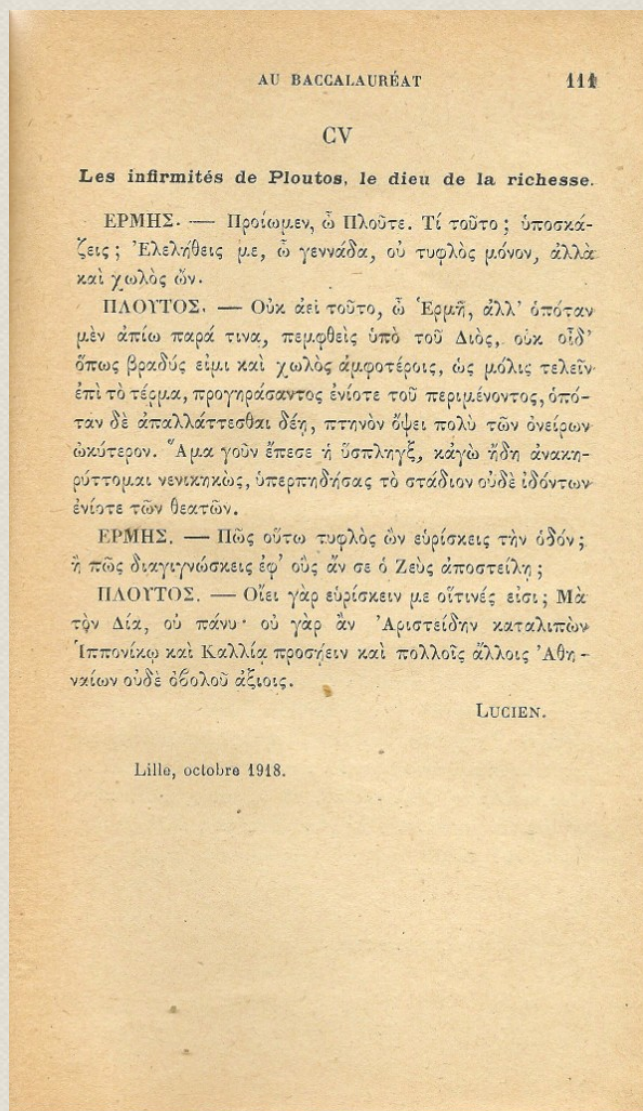 AU BACCALAURÉAT 111
CV
Les infirmités de Ploutos, le dieu de la richesse.
ΕΡΜΗΣ. — Προίωμεν, ὦ Πλοῦτε. Τί τοῦτο ; ὑποσκά-
ζεις ; Ἐλελήθεις με, ὦ γεννάδα, οὐ τυφλὸς μόνον, ἀλλὰ
καὶ χωλὸς ὤν.
ΠΛΟΥΤΟΣ. — Οὐκ ἀεὶ τοῦτο, ὦ Ἑρμῆ, ἀλλ' ὁπόταν
μὲν ἀπίω παρά τινα, πεμφθεὶς ὑπὸ τοῦ Διὸς, οὐκ οἶδ'
ὅπως βραδύς εἰμι καὶ χωλὸς ἀμφοτέροις, ὡς μόλις τελεῖν
ἐπὶ τὸ τέρμα, προγηράσαντος ἐνίοτε τοῦ περιμένοντος, ὁπό-
ταν δὲ ἀπαλλάττεσθαι δέῃ, πτηνὸν ὄψει πολὺ τῶν ὀνείρων
ὠκύτερον. Ἅμα γοῦν ἔπεσε ἡ ὕσπληγξ, κἀγὼ ἤδη ἀνακη-
ρύττομαι νενικηκὼς, ὑπερπηδήσας τὸ στάδιον οὐδὲ ἰδόντων
ἐνίοτε τῶν θεατῶν.
ΕΡΜΗΣ. — Πῶς οὕτω τυφλὸς ὢν εὑρίσκεις τὴν ὁδόν ;
ἢ πῶς διαγιγνώσκεις ἐφ' οὓς ἄν σε ὁ Ζεὺς ἀποστείλῃ ;
ΠΛΟΥΤΟΣ. — Οἴει γὰρ εὑρίσκειν με οἵτινές εἰσι ; Μὰ
τὸν Δία, οὐ πάνυ· οὐ γὰρ ἂν Ἀριστείδην καταλιπὼν
Ἱππονίκῳ καὶ Καλλίᾳ προσῄειν καὶ πολλοῖς ἄλλοις Ἀθη-
ναίων οὐδὲ ὀβολοῦ ἀξίοις.
LUCIEN.
Lille, octobre 1918.